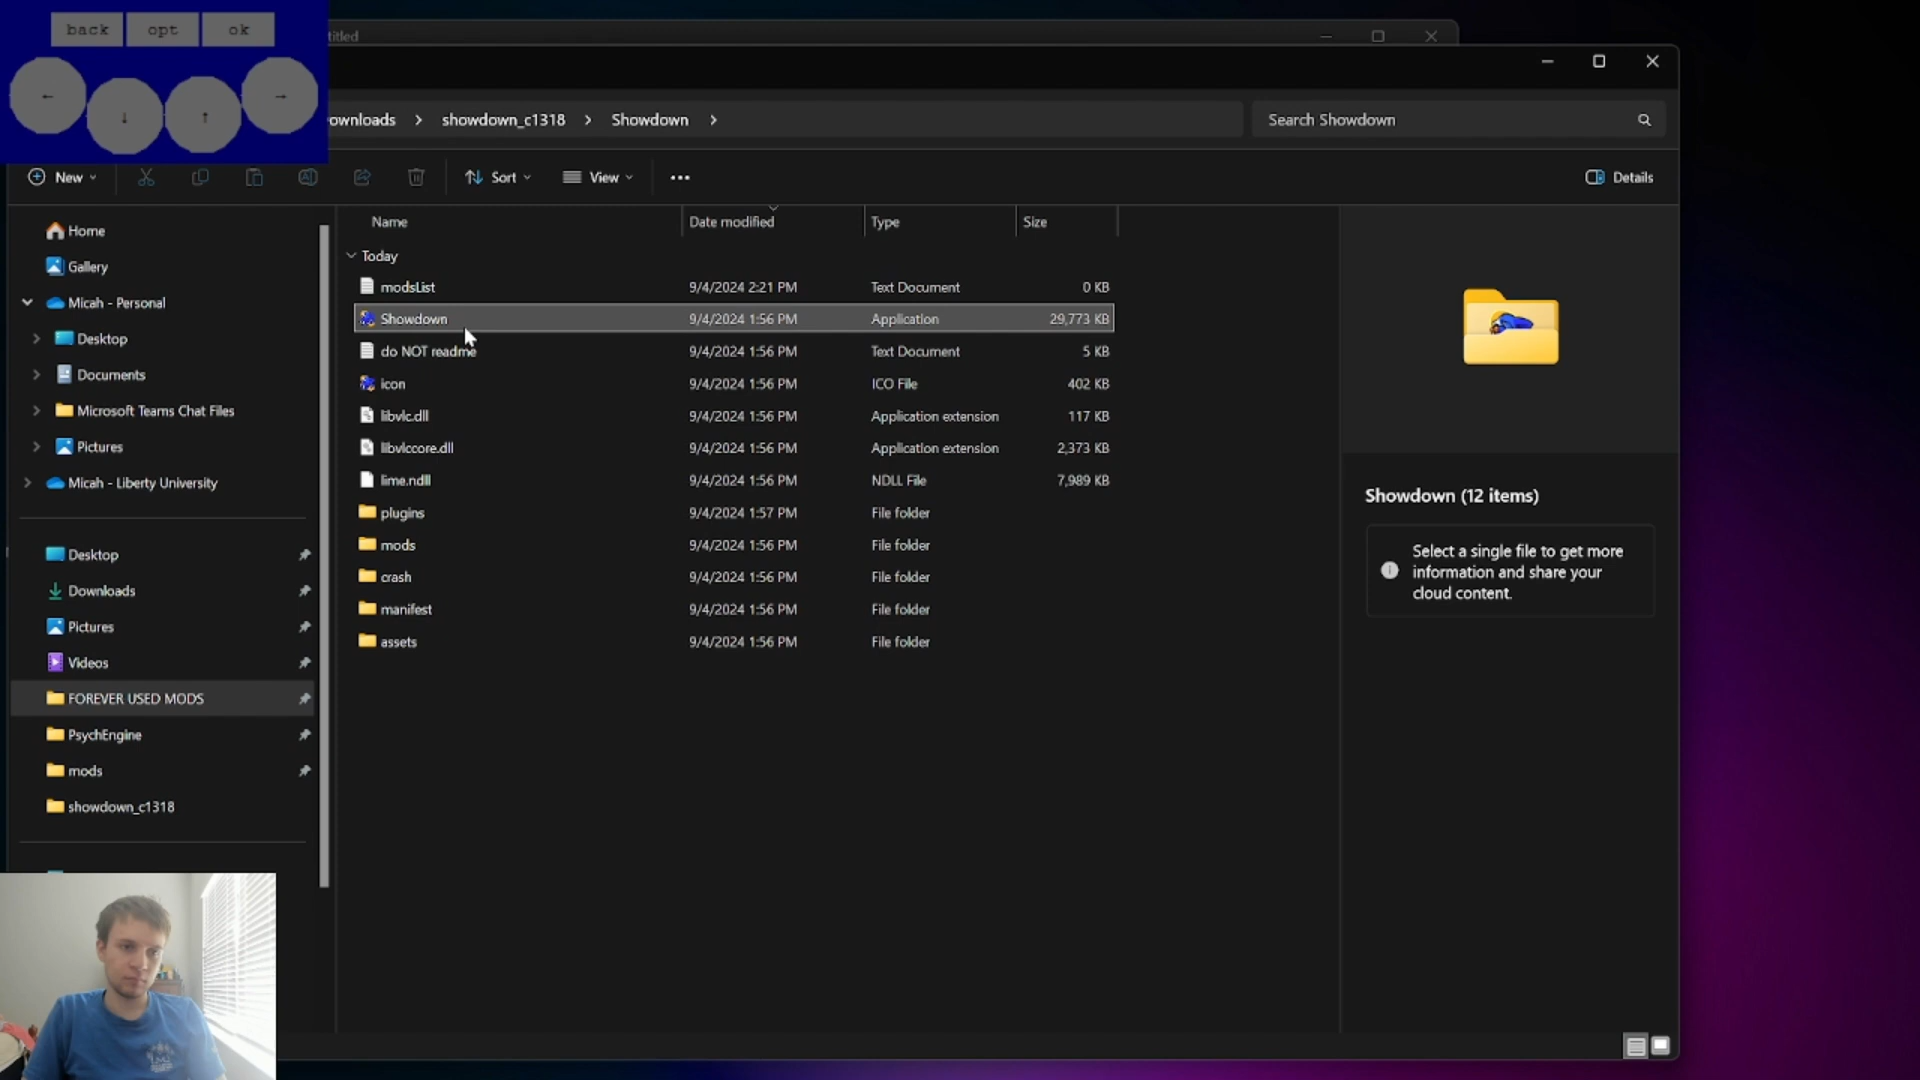 back opt ok
← ↓ ↑ →
titled
ownloads > showdown_c1318 > Showdown >
Search Showdown
New
Sort
View
•••
Details
Home
Gallery
Micah - Personal
Desktop
Documents
Microsoft Teams Chat Files
Pictures
Micah - Liberty University
Desktop
Downloads
Pictures
Videos
FOREVER USED MODS
PsychEngine
mods
showdown_c1318
Name Date modified Type Size
Today
modsList 9/4/2024 2:21 PM Text Document 0 KB
Showdown 9/4/2024 1:56 PM Application 29,773 KB
do NOT readme 9/4/2024 1:56 PM Text Document 5 KB
icon 9/4/2024 1:56 PM ICO File 402 KB
libvlc.dll 9/4/2024 1:56 PM Application extension 117 KB
libvlccore.dll 9/4/2024 1:56 PM Application extension 2,373 KB
lime.ndll 9/4/2024 1:56 PM NDLL File 7,989 KB
plugins 9/4/2024 1:57 PM File folder
mods 9/4/2024 1:56 PM File folder
crash 9/4/2024 1:56 PM File folder
manifest 9/4/2024 1:56 PM File folder
assets 9/4/2024 1:56 PM File folder
Showdown (12 items)
Select a single file to get more
information and share your
cloud content.